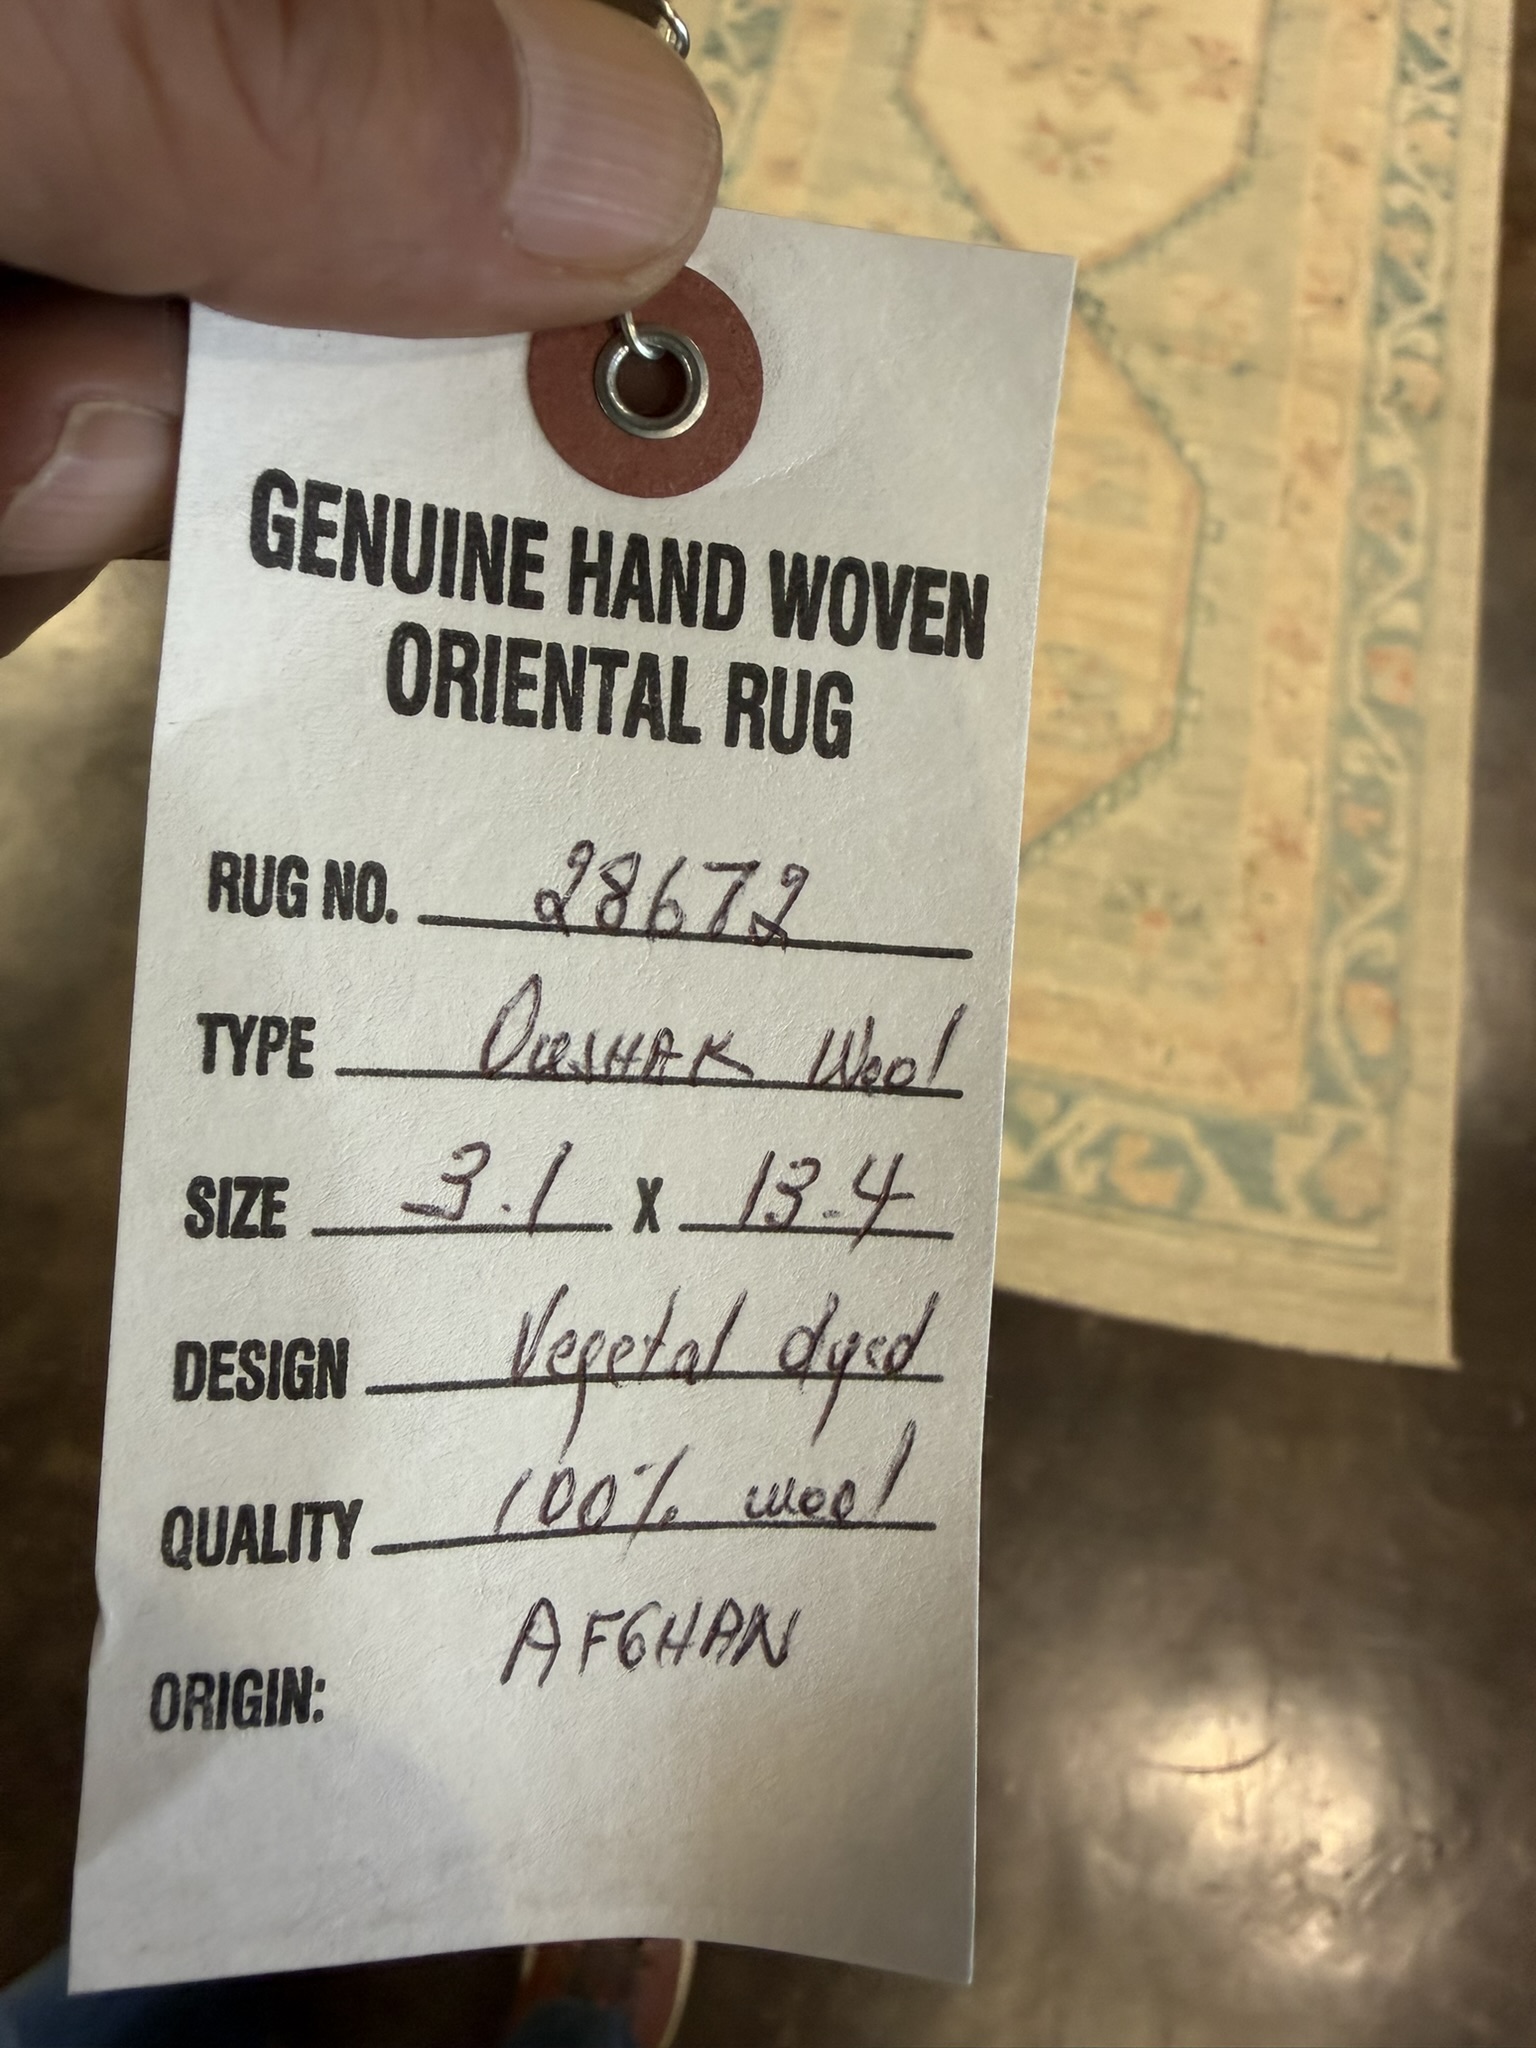 GENUINE HAND WOVEN
ORIENTAL RUG
RUG NO. 28672
TYPE OUSHAK Wool
SIZE 3.1 X 13.4
DESIGN Vegetal dyed
QUALITY 100% wool
ORIGIN: AFGHAN